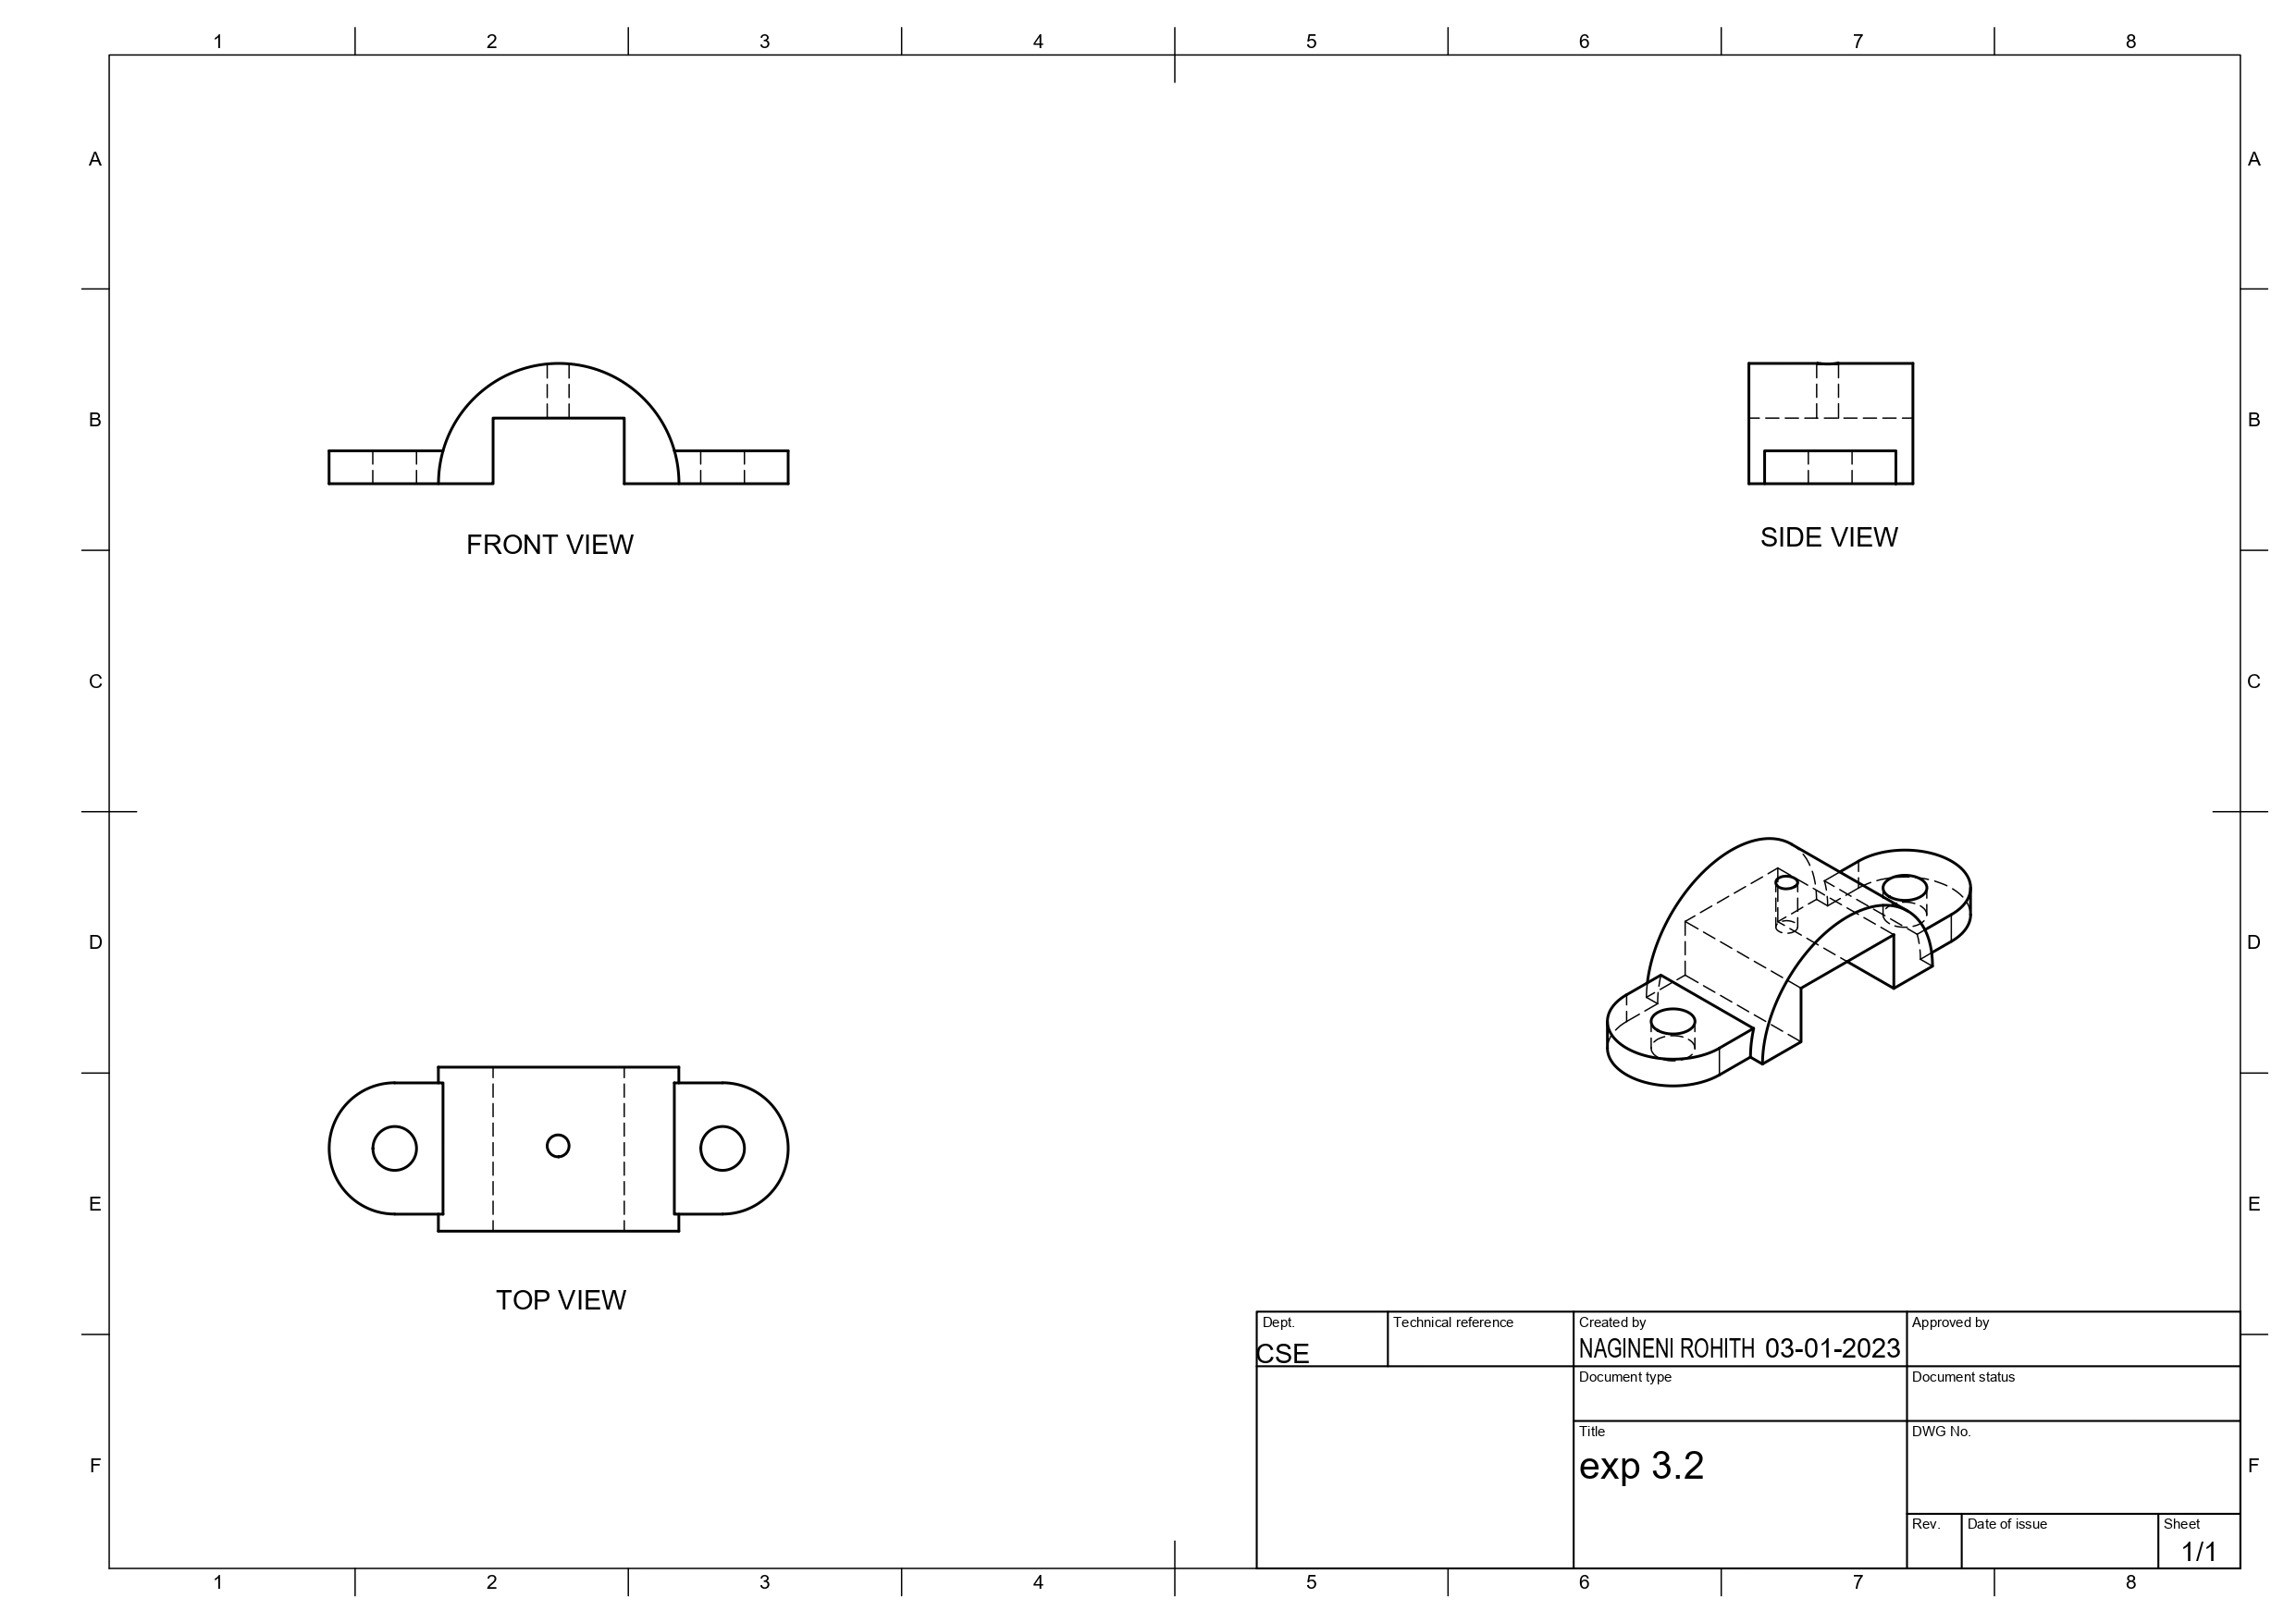 1 2 3 4 5 6 7 8
A A
B B
FRONT VIEW
SIDE VIEW
C C
D D
E E
TOP VIEW
Dept.
CSE
Technical reference
Created by
NAGINENI ROHITH 03-01-2023
Approved by
Document type
Document status
Title
exp 3.2
DWG No.
F F
Rev.
Date of issue
Sheet
1/1
1 2 3 4 5 6 7 8